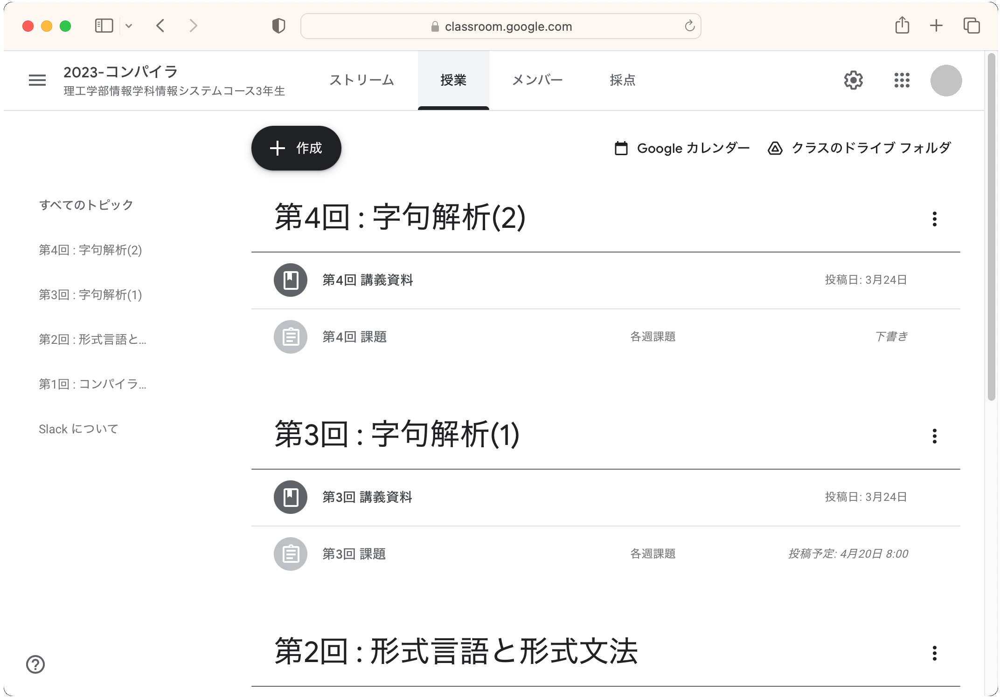 classroom.google.com
2023-コンパイラ
理工学部情報学科情報システムコース3年生
ストリーム
授業
メンバー
採点
作成
Google カレンダー
クラスのドライブ フォルダ
すべてのトピック
第4回 : 字句解析(2)
第3回 : 字句解析(1)
第2回 : 形式言語と...
第1回 : コンパイラ...
Slack について
第4回 : 字句解析(2)
第4回 講義資料 投稿日: 3月24日
第4回 課題 各週課題 下書き
第3回 : 字句解析(1)
第3回 講義資料 投稿日: 3月24日
第3回 課題 各週課題 投稿予定: 4月20日 8:00
第2回 : 形式言語と形式文法